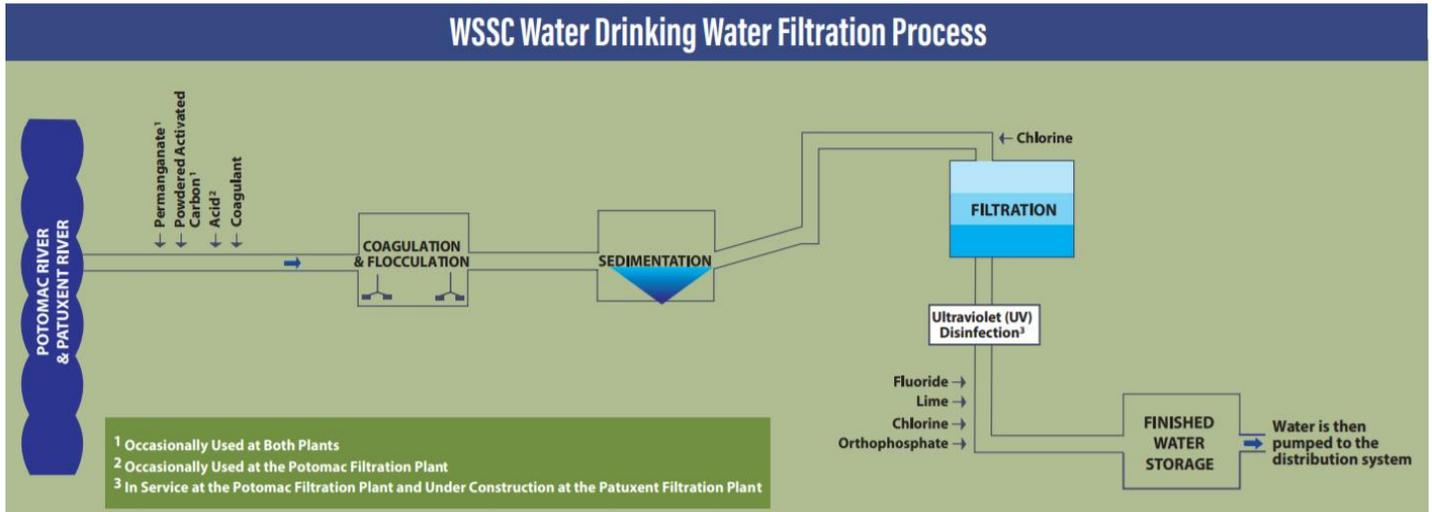 WSSC Water Drinking Water Filtration Process
POTOMAC RIVER
& PATUXENT RIVER
Permanganate¹
Powdered Activated
Carbon¹
Acid²
Coagulant
COAGULATION
& FLOCCULATION
SEDIMENTATION
Chlorine
FILTRATION
Ultraviolet (UV)
Disinfection³
Fluoride
Lime
Chlorine
Orthophosphate
FINISHED
WATER
STORAGE
Water is then
pumped to the
distribution system
¹ Occasionally Used at Both Plants
² Occasionally Used at the Potomac Filtration Plant
³ In Service at the Potomac Filtration Plant and Under Construction at the Patuxent Filtration Plant